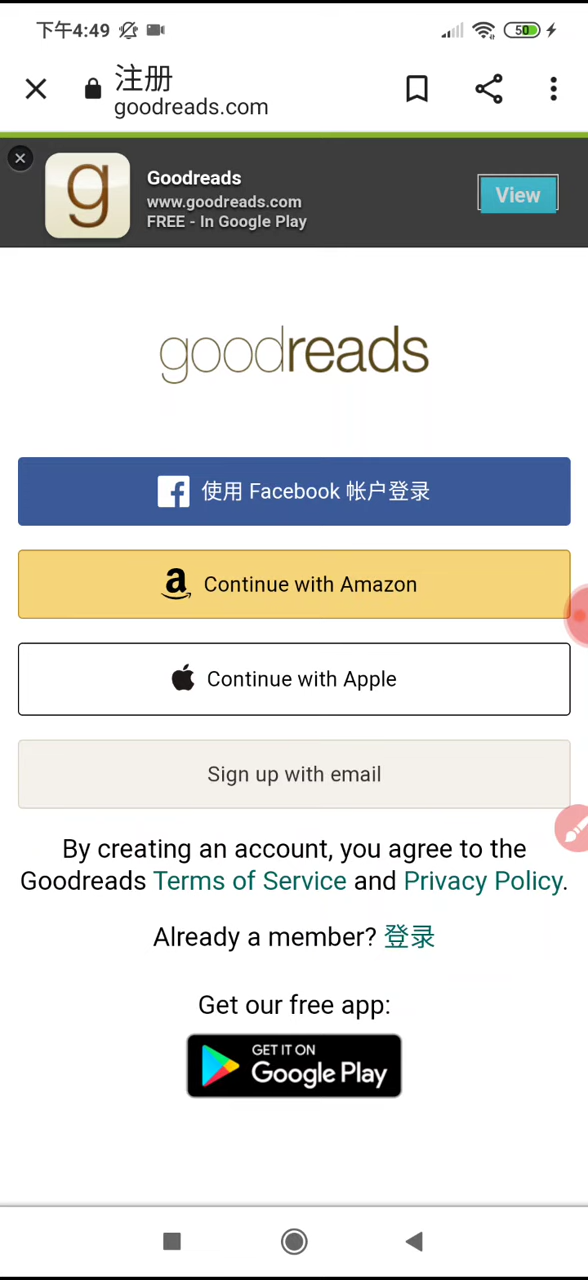 下午4:49
50
注册
goodreads.com
g
Goodreads
www.goodreads.com
FREE - In Google Play
View
goodreads
使用 Facebook 帐户登录
Continue with Amazon
Continue with Apple
Sign up with email
By creating an account, you agree to the
Goodreads Terms of Service and Privacy Policy.
Already a member? 登录
Get our free app:
GET IT ON
Google Play